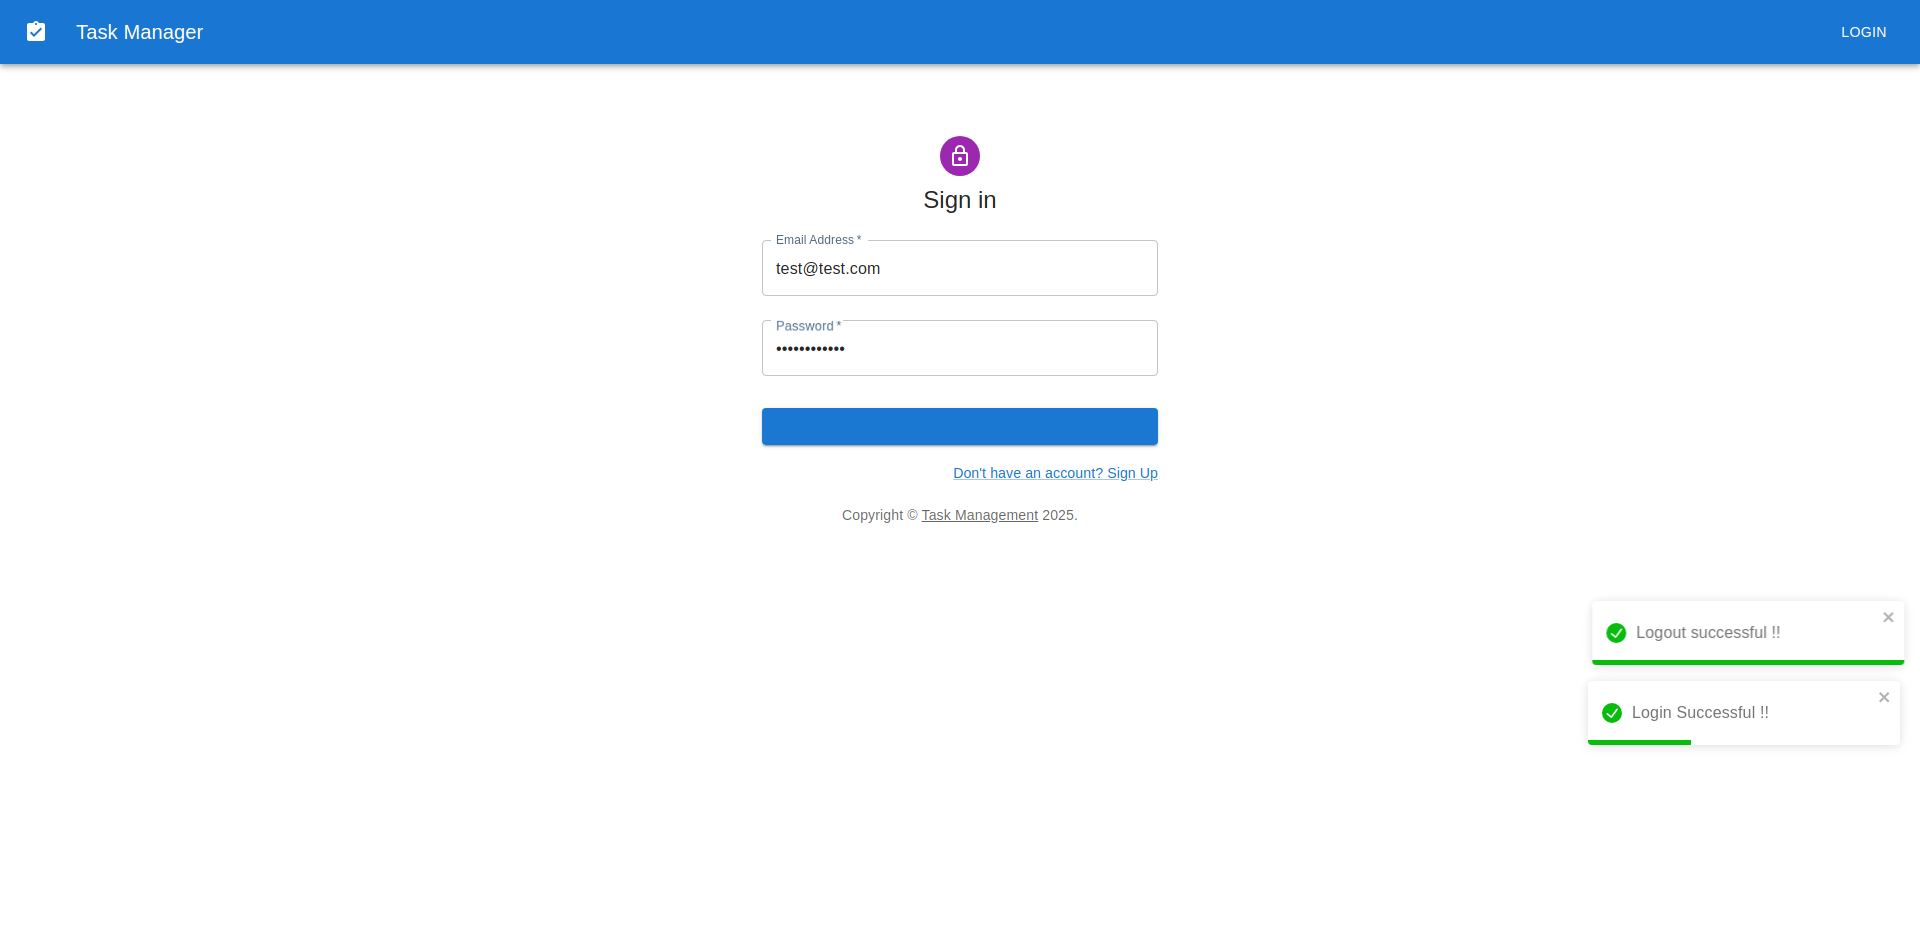 Task Manager
LOGIN
Sign in
Email Address *
test@test.com
Password *
••••••••••••
Don't have an account? Sign Up
Copyright © Task Management 2025.
Logout successful !!
Login Successful !!